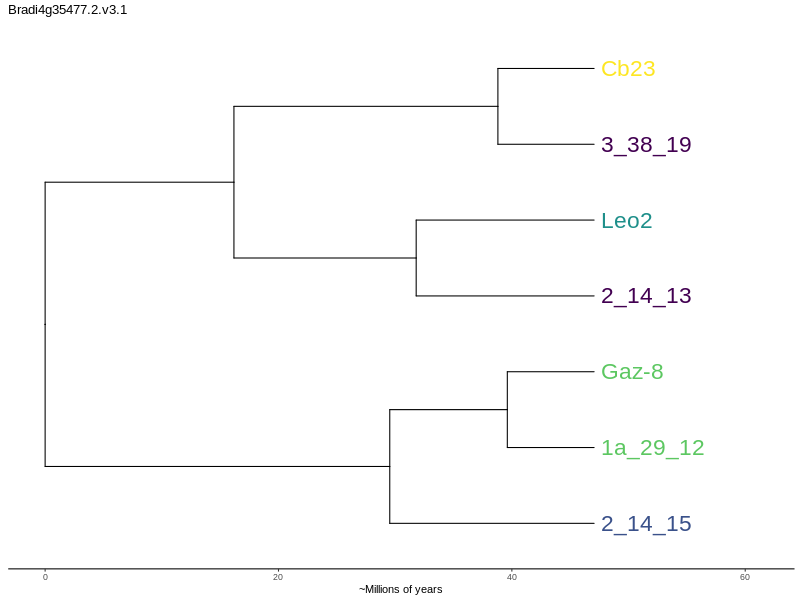 Bradi4g35477.2.v3.1
Cb23
3_38_19
Leo2
2_14_13
Gaz-8
1a_29_12
2_14_15
0 20 40 60
~Millions of years